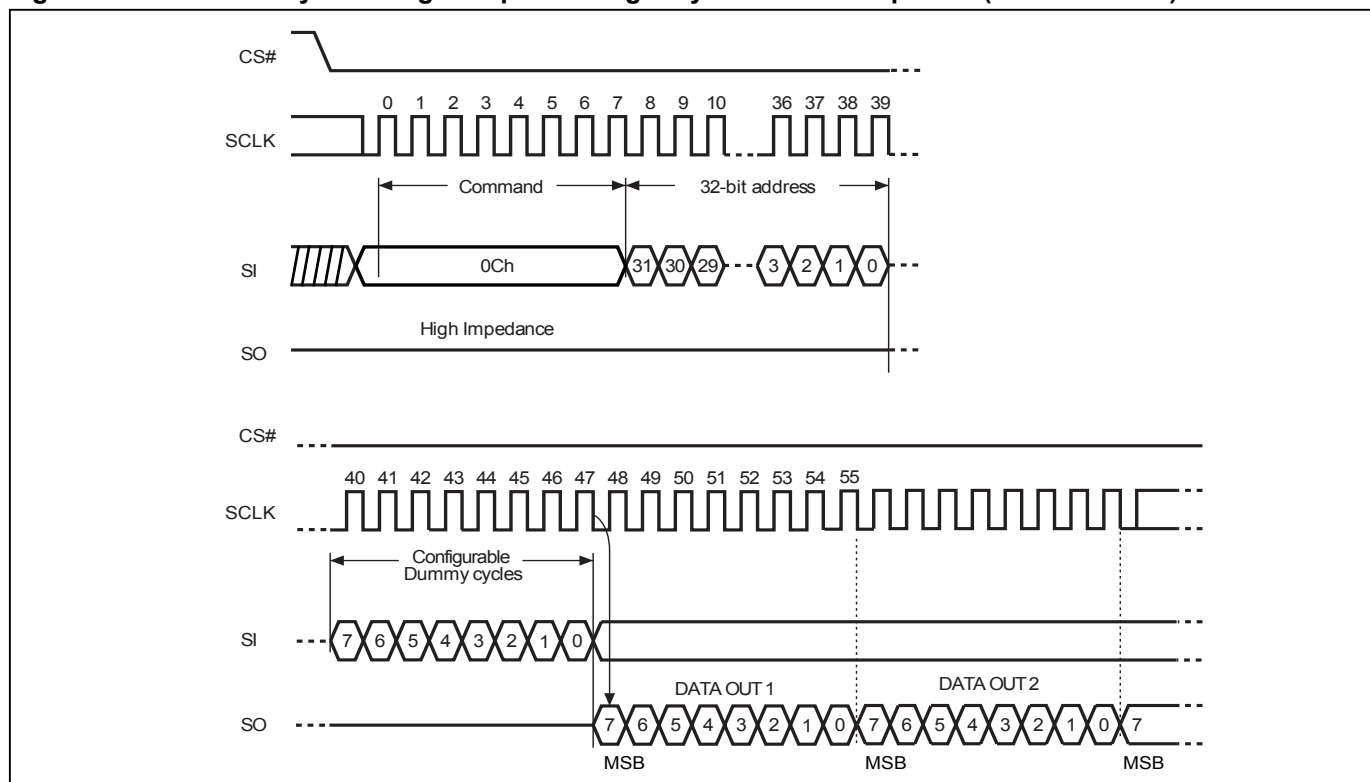 CS#
0 1 2 3 4 5 6 7 8 9 10 36 37 38 39
SCLK
Command 32-bit address
SI 0Ch 31 30 29 3 2 1 0
High Impedance
SO
CS#
40 41 42 43 44 45 46 47 48 49 50 51 52 53 54 55
SCLK
Configurable
Dummy cycles
SI 7 6 5 4 3 2 1 0
DATA OUT 1 DATA OUT 2
SO 7 6 5 4 3 2 1 0 7 6 5 4 3 2 1 0 7
MSB MSB MSB